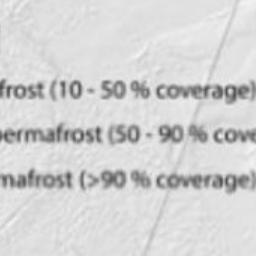 frost (10 - 50 % coverage)
permafrost (50 - 90 % cove
mafrost (>90 % coverage)